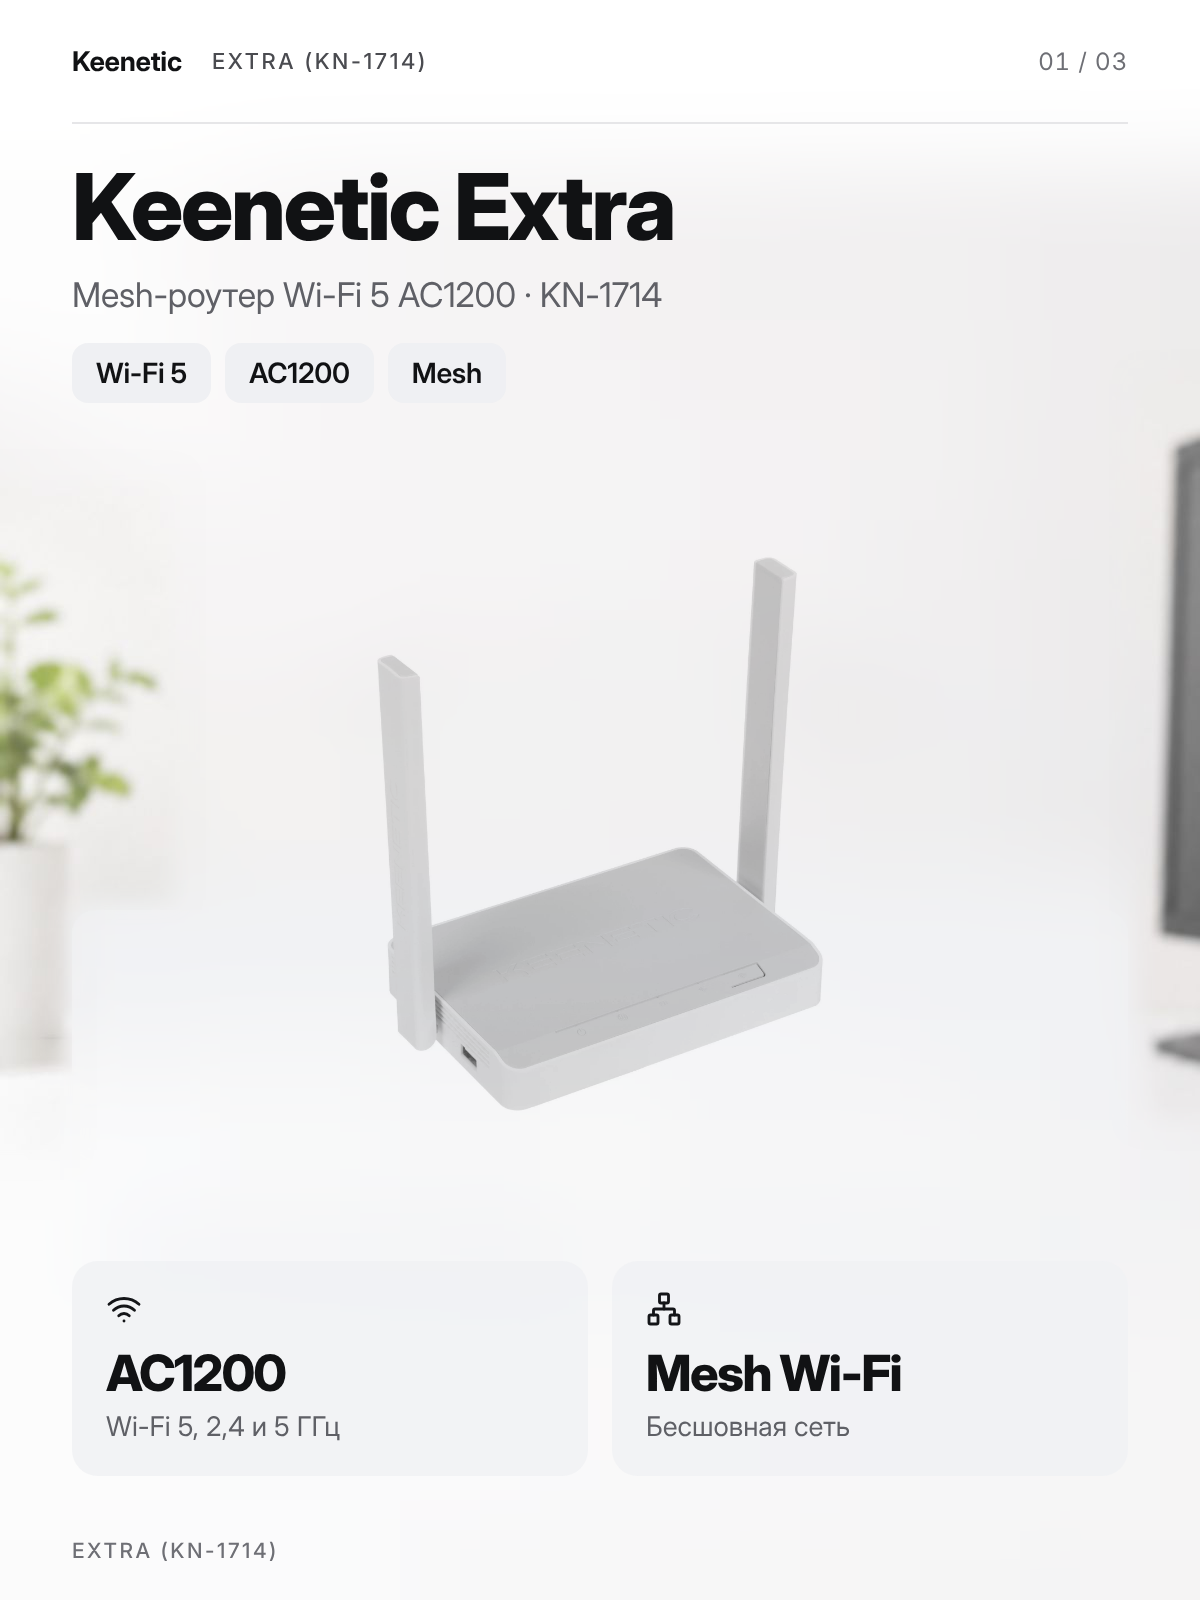 Keenetic EXTRA (KN-1714) 01 / 03
Keenetic Extra
Mesh-роутер Wi-Fi 5 AC1200 · KN-1714
Wi-Fi 5 AC1200 Mesh
AC1200
Wi-Fi 5, 2,4 и 5 ГГц
Mesh Wi-Fi
Бесшовная сеть
EXTRA (KN-1714)